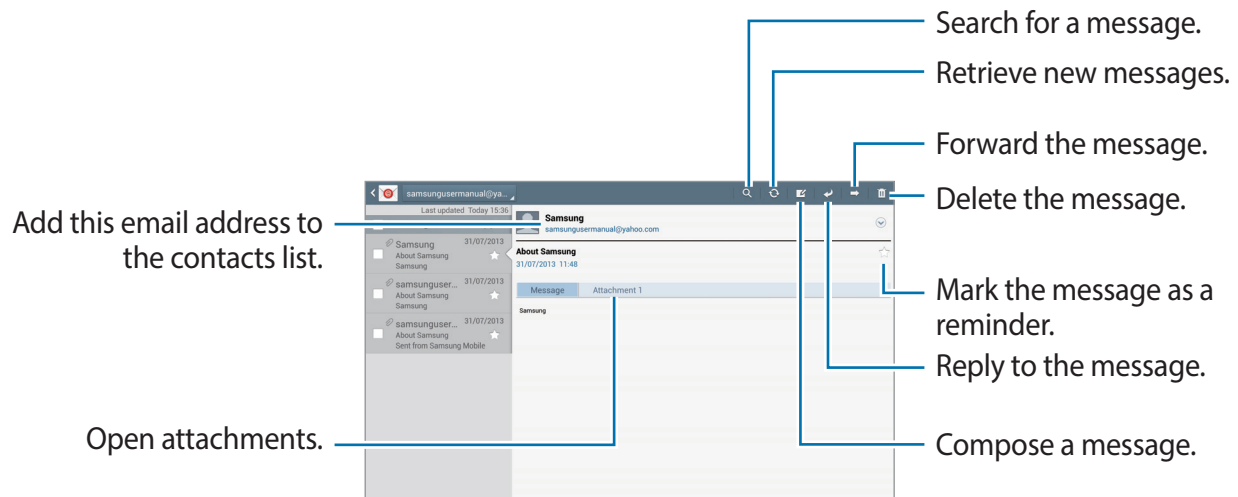 Search for a message.
Retrieve new messages.
Forward the message.
Delete the message.
Add this email address to
the contacts list.
Mark the message as a
reminder.
Reply to the message.
Open attachments.
Compose a message.
samsungusermanual@ya...
Last updated Today 15:36
Samsung 31/07/2013
About Samsung
Samsung
samsunguser... 31/07/2013
About Samsung
Samsung
samsunguser... 31/07/2013
About Samsung
Sent from Samsung Mobile
Samsung
samsungusermanual@yahoo.com
About Samsung
31/07/2013 11:48
Message Attachment 1
Samsung